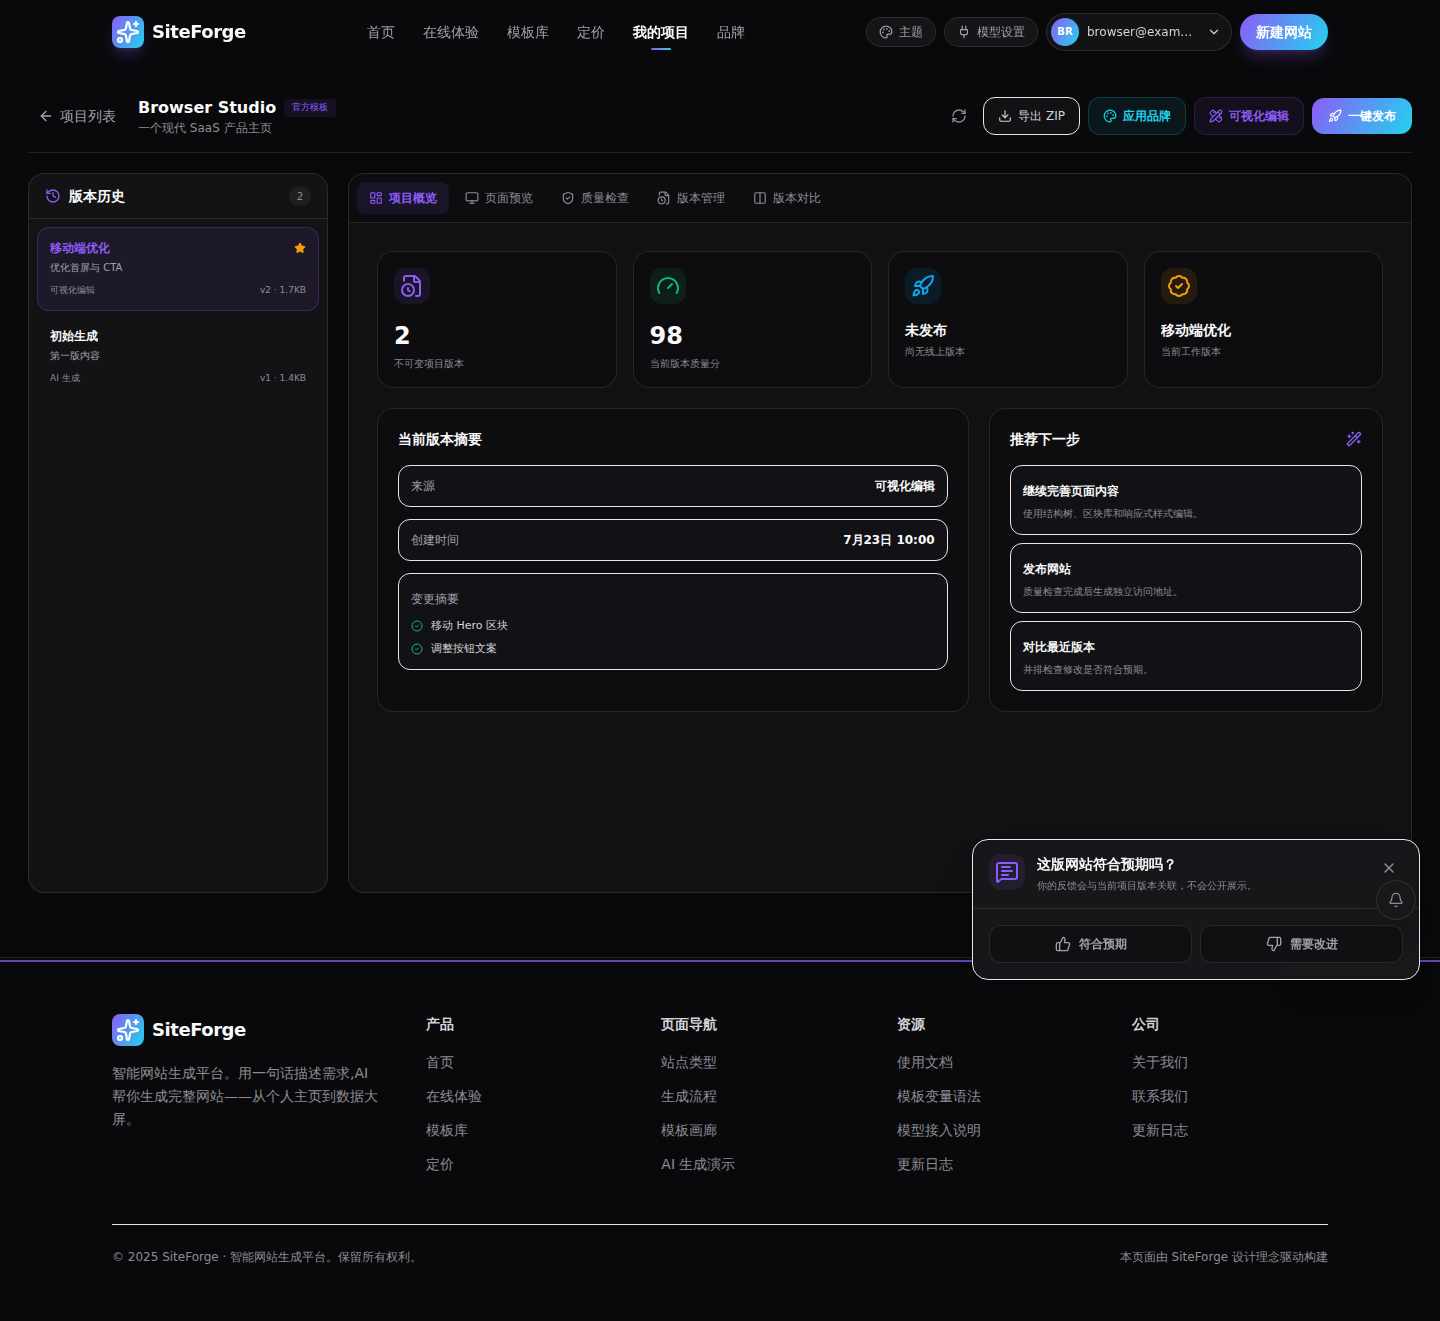 SiteForge
首页
在线体验
模板库
定价
我的项目
品牌
主题
模型设置
BR
browser@exam...
新建网站
项目列表
Browser Studio
官方模板
一个现代 SaaS 产品主页
导出 ZIP
应用品牌
可视化编辑
一键发布
版本历史
2
移动端优化
优化首屏与 CTA
可视化编辑
v2 · 1.7KB
初始生成
第一版内容
AI 生成
v1 · 1.4KB
项目概览
页面预览
质量检查
版本管理
版本对比
2
不可变项目版本
98
当前版本质量分
未发布
尚无线上版本
移动端优化
当前工作版本
当前版本摘要
来源
可视化编辑
创建时间
7月23日 10:00
变更摘要
移动 Hero 区块
调整按钮文案
推荐下一步
继续完善页面内容
使用结构树、区块库和响应式样式编辑。
发布网站
质量检查完成后生成独立访问地址。
对比最近版本
并排检查修改是否符合预期。
这版网站符合预期吗？
你的反馈会与当前项目版本关联，不会公开展示。
符合预期
需要改进
SiteForge
智能网站生成平台。用一句话描述需求,AI
帮你生成完整网站——从个人主页到数据大
屏。
产品
首页
在线体验
模板库
定价
页面导航
站点类型
生成流程
模板画廊
AI 生成演示
资源
使用文档
模板变量语法
模型接入说明
更新日志
公司
关于我们
联系我们
更新日志
© 2025 SiteForge · 智能网站生成平台。保留所有权利。
本页面由 SiteForge 设计理念驱动构建